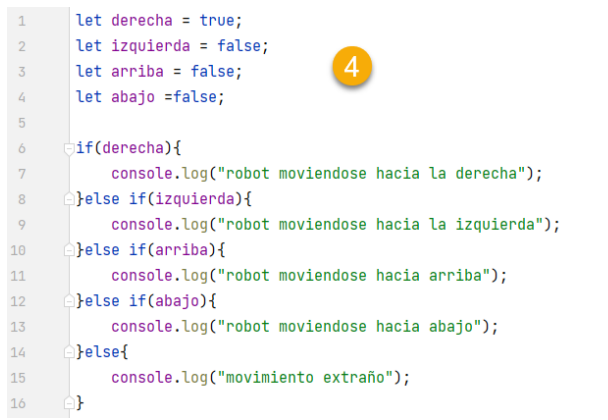 1 let derecha = true;
2 let izquierda = false;
3 let arriba = false;
4
4 let abajo =false;
5
6 if(derecha){
7 console.log("robot moviendose hacia la derecha");
8 }else if(izquierda){
9 console.log("robot moviendose hacia la izquierda");
10 }else if(arriba){
11 console.log("robot moviendose hacia arriba");
12 }else if(abajo){
13 console.log("robot moviendose hacia abajo");
14 }else{
15 console.log("movimiento extraño");
16 }